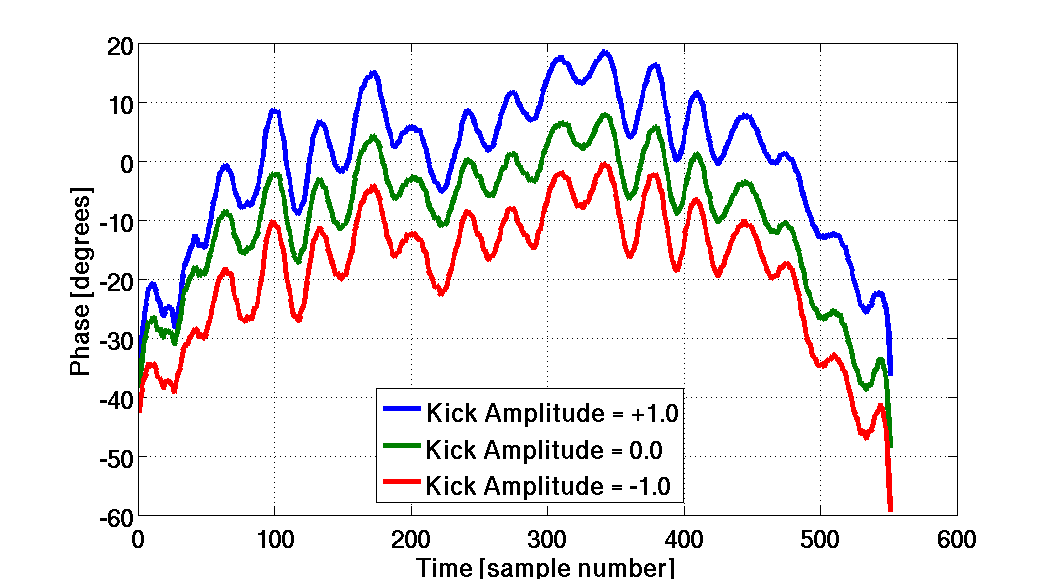 20
10
0
-10
-20
-30
-40
-50
-60
Phase [degrees]
Kick Amplitude = +1.0
Kick Amplitude = 0.0
Kick Amplitude = -1.0
0 100 200 300 400 500 600
Time [sample number]